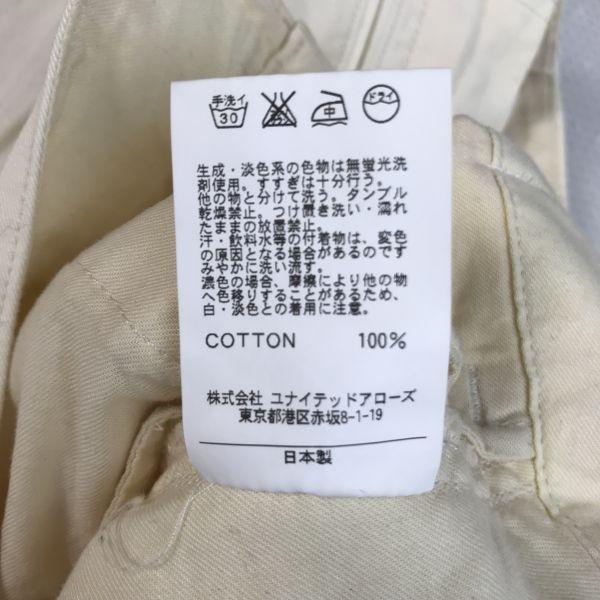 手洗イ
30
中
ドライ
生成・淡色系の色物は無蛍光洗
剤使用。すすぎは十分行う。
他の物と分けて洗う。タンブル
乾燥禁止。つけ置き洗い・濡れ
たままの放置禁止。
汗・飲料水等の付着物は、変色
の原因となる場合があるのです
みやかに洗い流す。
濃色の場合、摩擦により他の物
へ色移りすることがあるため、
白・淡色との着用に注意。
COTTON 100%
株式会社 ユナイテッドアローズ
東京都港区赤坂8-1-19
日本製